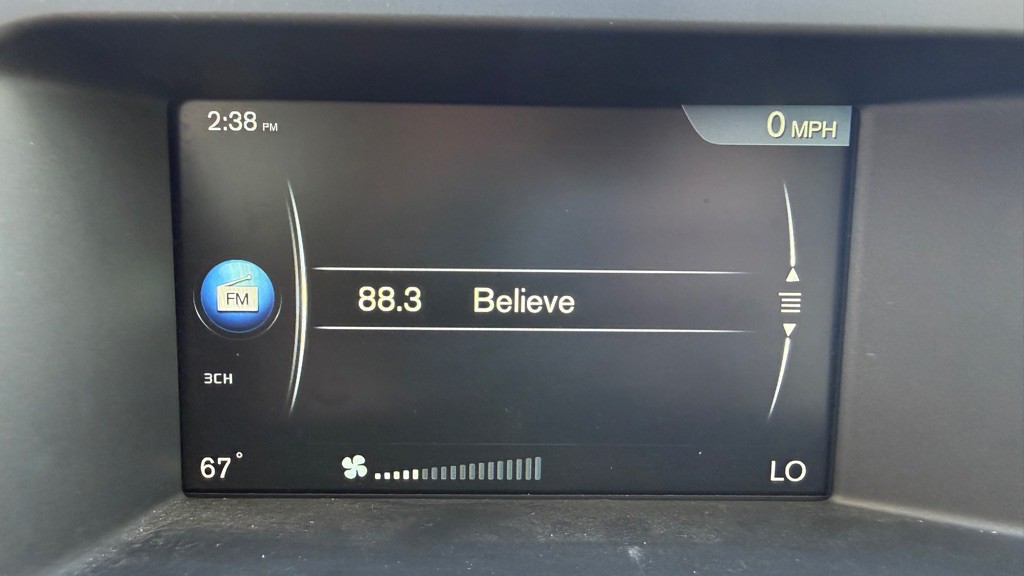 2:38 PM
0 MPH
FM
88.3 Believe
3CH
67°
LO